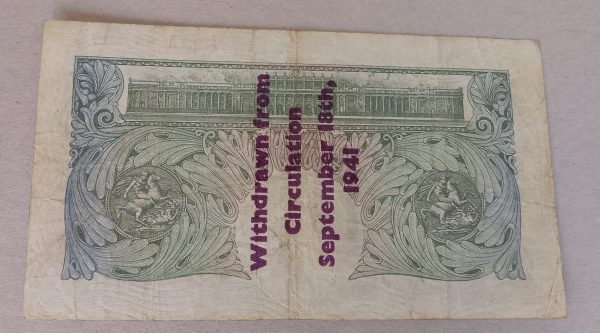 Withdrawn from
Circulation
September 18th,
1941